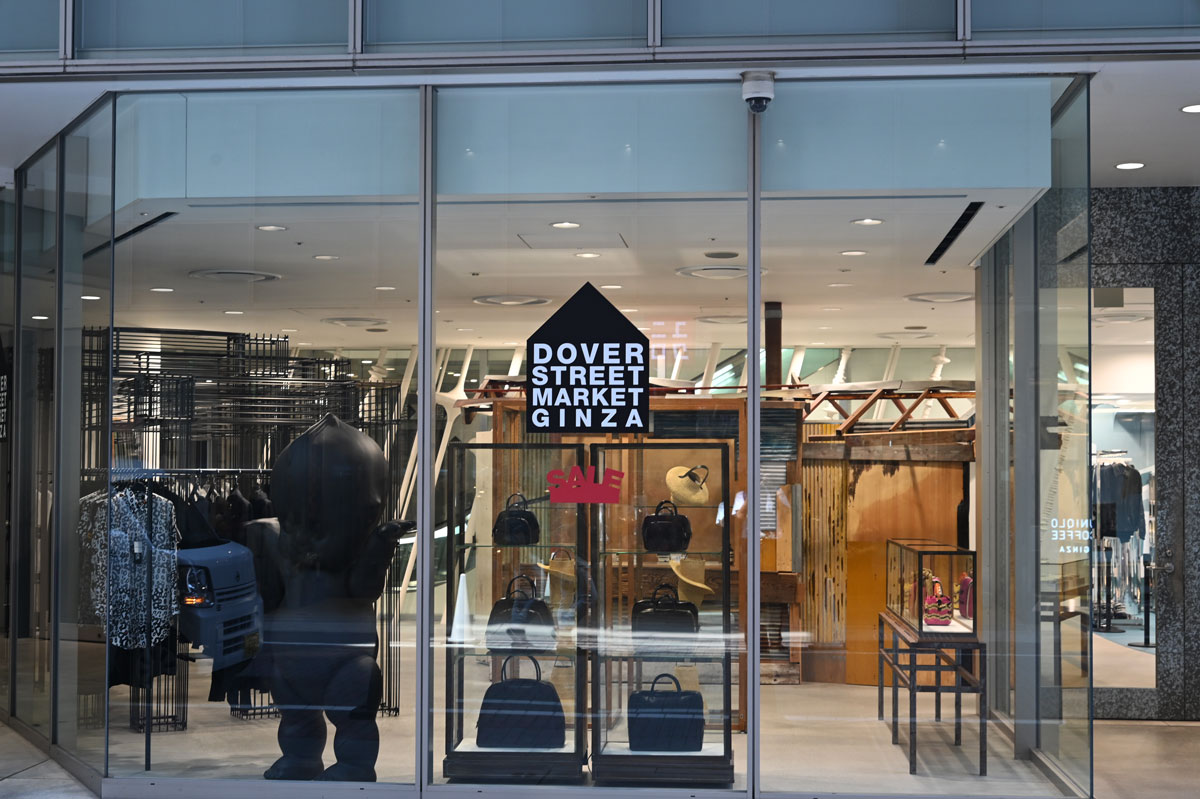 DOVER
STREET
MARKET
GINZA
SALE
UNIQLO
COFFEE
GINZA